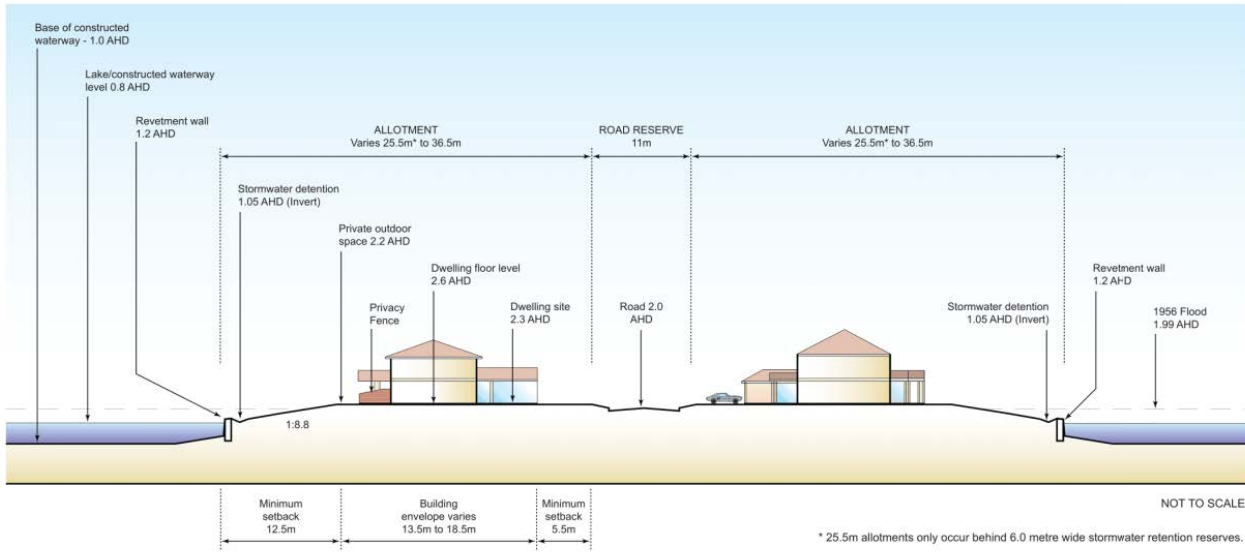 Base of constructed
waterway - 1.0 AHD
Lake/constructed waterway
level 0.8 AHD
Revetment wall
1.2 AHD
ALLOTMENT
Varies 25.5m* to 36.5m
ROAD RESERVE
11m
ALLOTMENT
Varies 25.5m* to 36.5m
Stormwater detention
1.05 AHD (Invert)
Private outdoor
space 2.2 AHD
Dwelling floor level
2.6 AHD
Privacy
Fence
Dwelling site
2.3 AHD
Road 2.0
AHD
Stormwater detention
1.05 AHD (Invert)
Revetment wall
1.2 AHD
1956 Flood
1.99 AHD
1:8.8
Minimum
setback
12.5m
Building
envelope varies
13.5m to 18.5m
Minimum
setback
5.5m
NOT TO SCALE
* 25.5m allotments only occur behind 6.0 metre wide stormwater retention reserves.